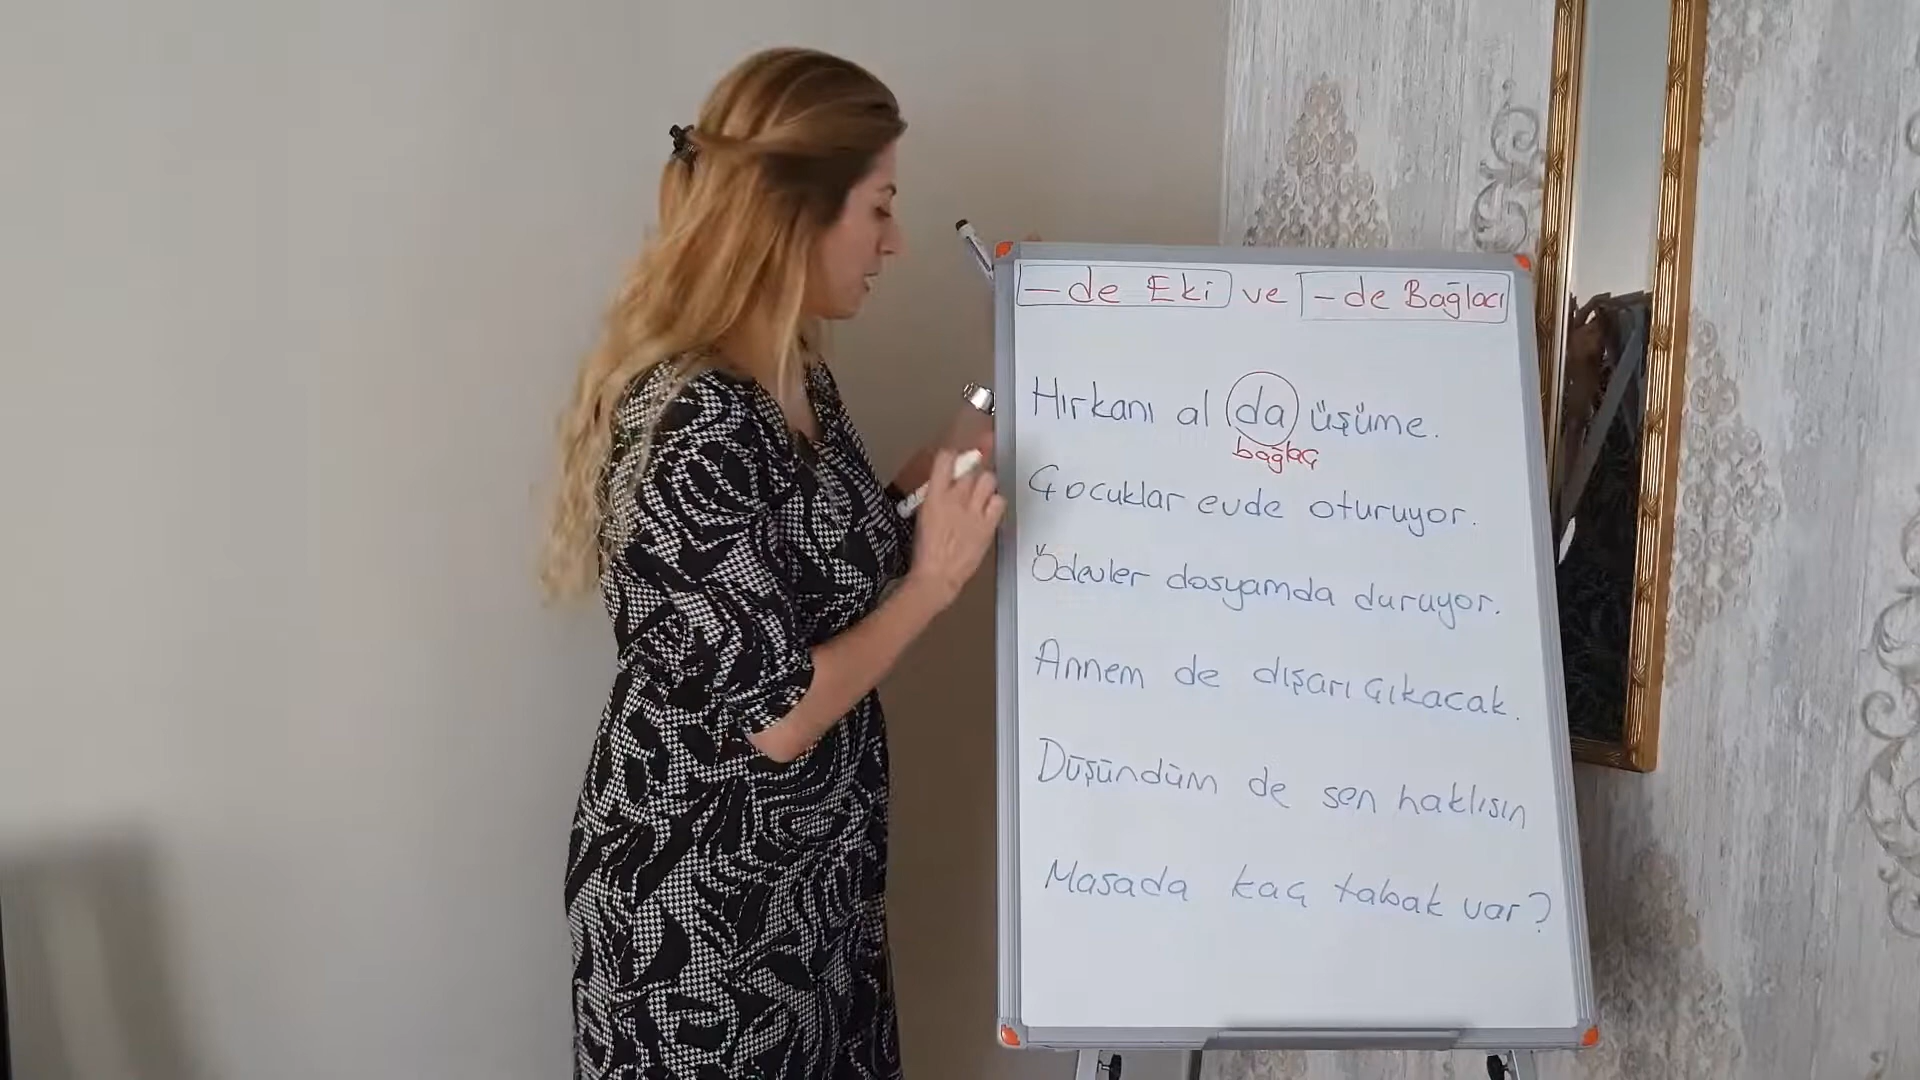 -de Eki ve -de Bağlacı
Hırkanı al da üşüme.
bağlaç
Çocuklar evde oturuyor.
Ödevler dosyamda duruyor.
Annem de dışarı çıkacak.
Düşündüm de sen haklısın
Masada kaç tabak var?